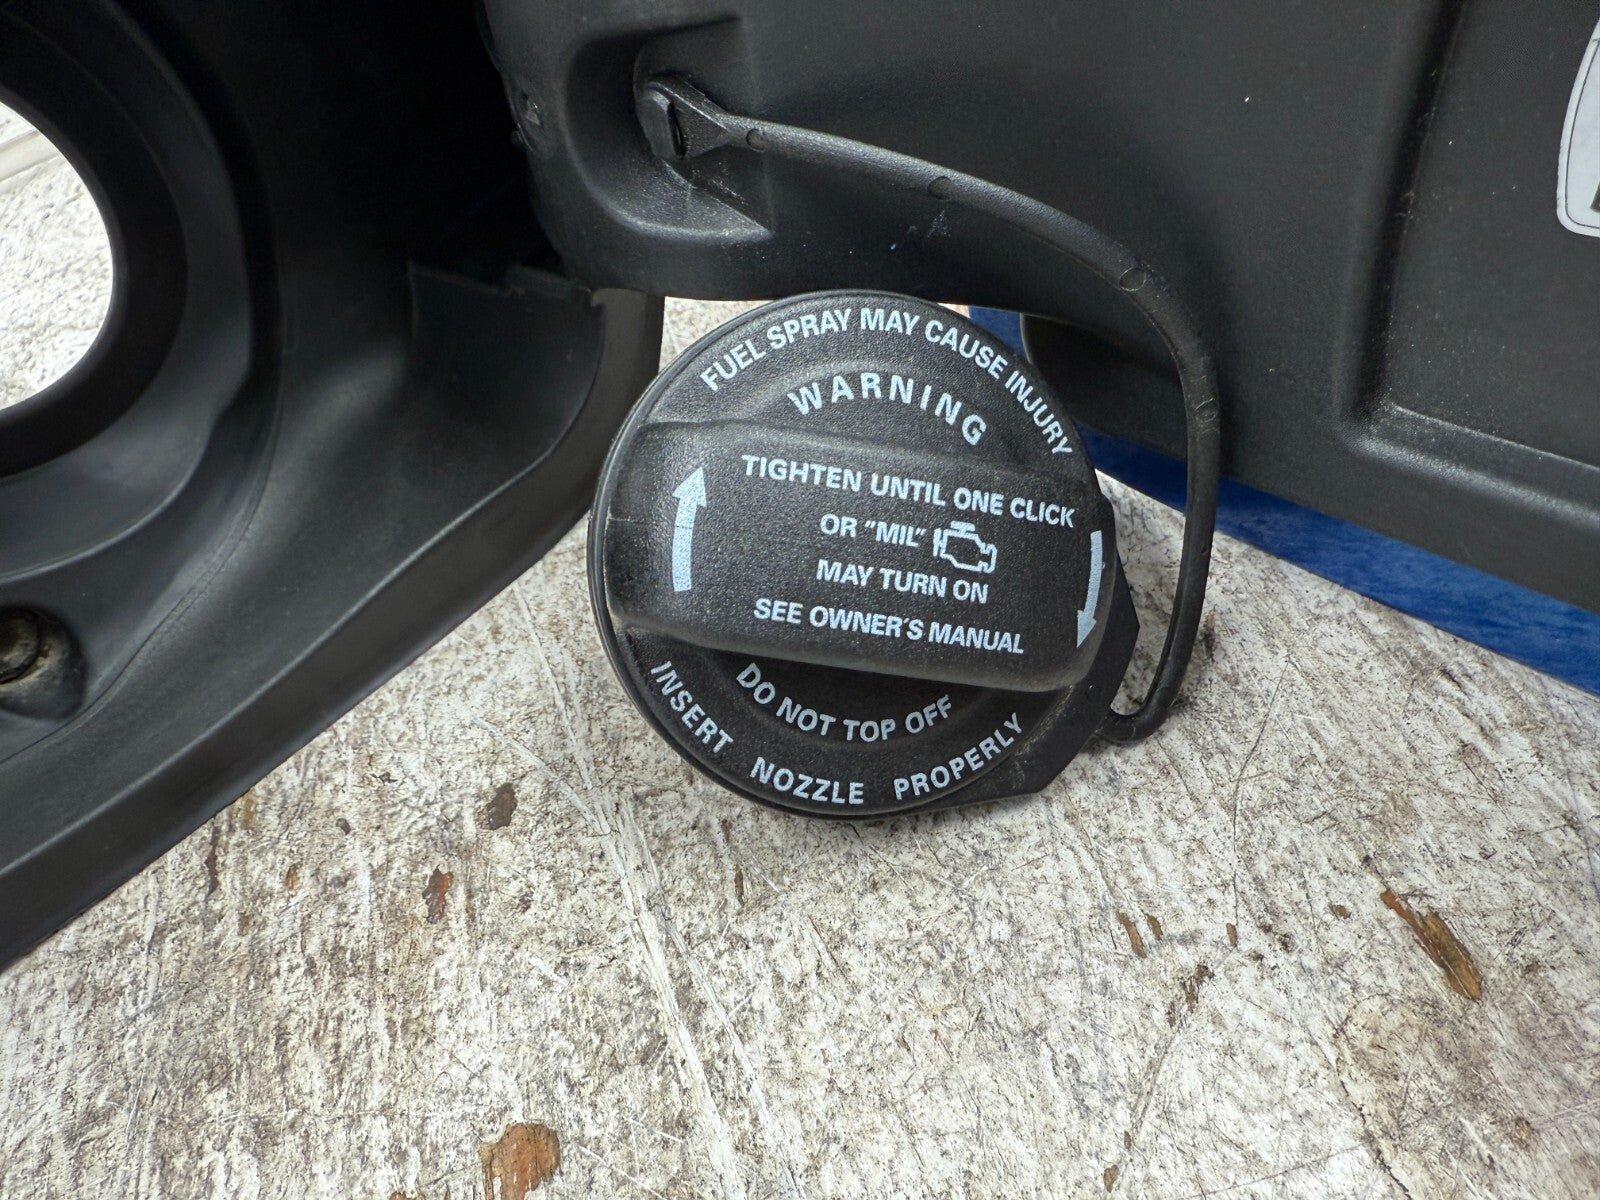 FUEL SPRAY MAY CAUSE INJURY
WARNING
TIGHTEN UNTIL ONE CLICK
OR "MIL"
MAY TURN ON
SEE OWNER'S MANUAL
DO NOT TOP OFF
INSERT NOZZLE PROPERLY